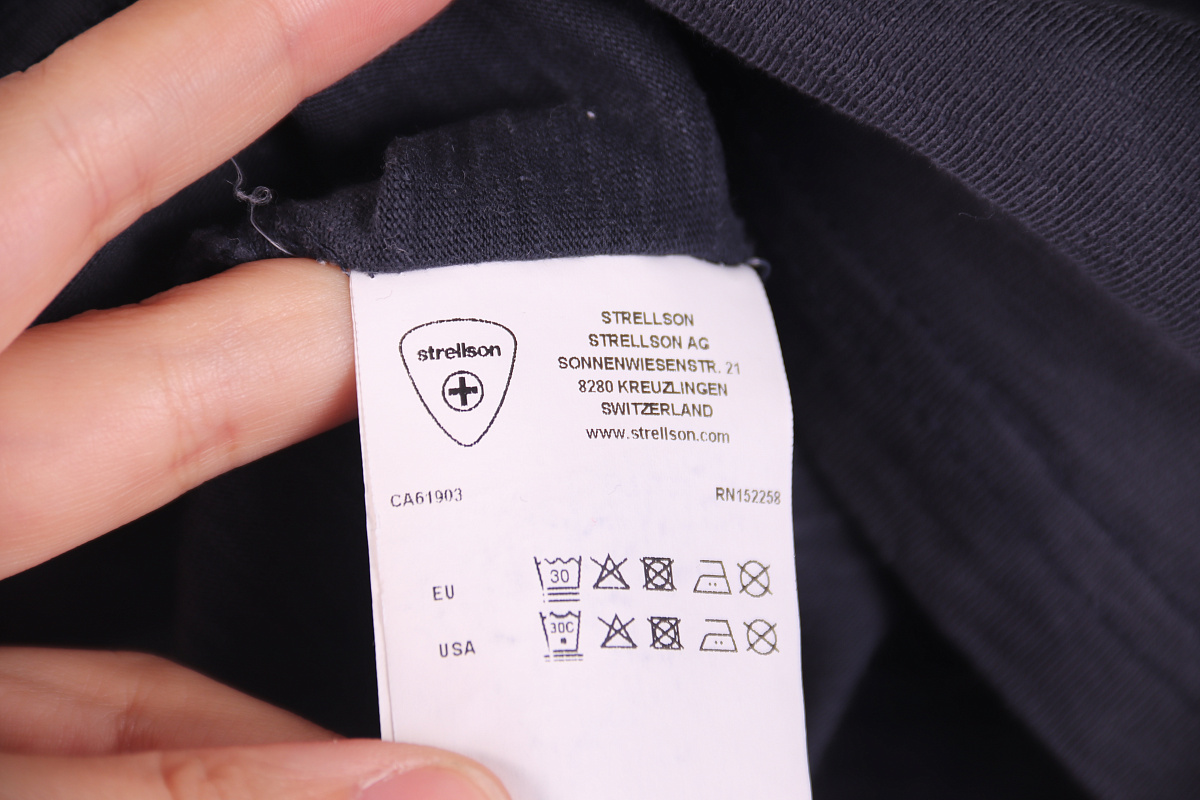 strellson
STRELLSON
STRELLSON AG
SONNENWIESENSTR. 21
8280 KREUZLINGEN
SWITZERLAND
www.strellson.com
CA61903 RN152258
EU 30
USA 30C